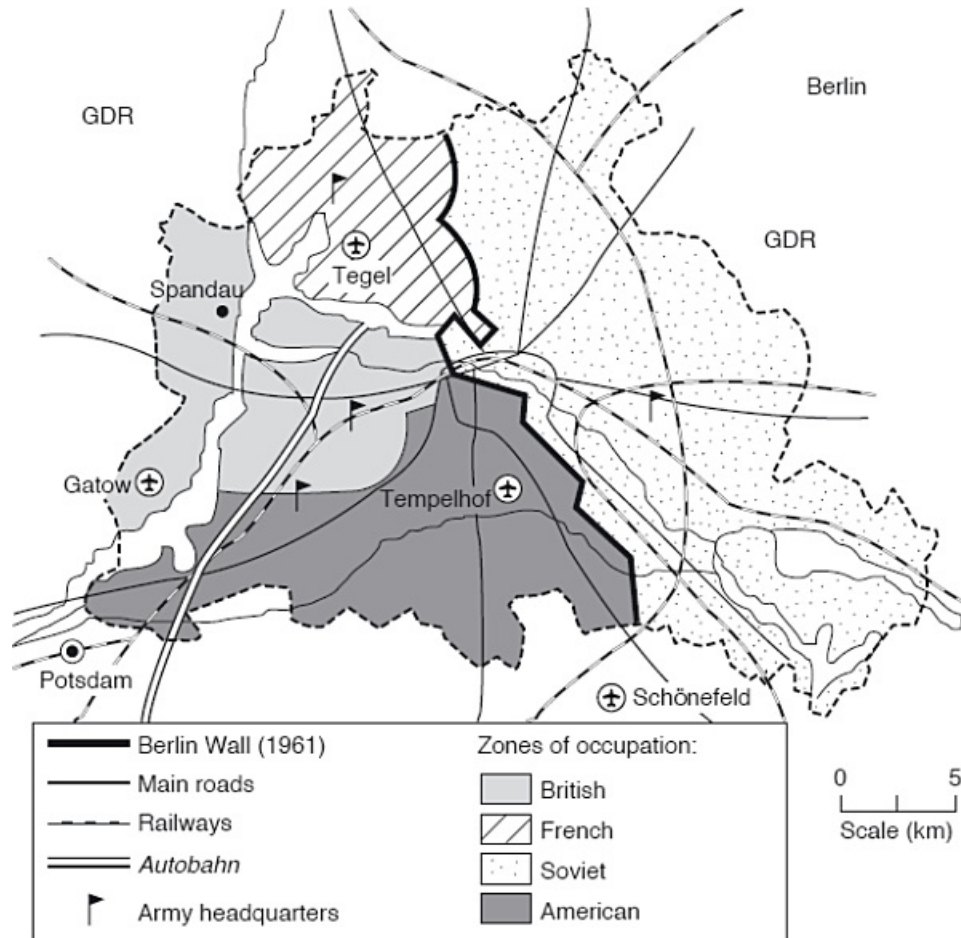 Berlin
GDR
GDR
Tegel
Spandau
Gatow
Tempelhof
Potsdam
Schönefeld
Berlin Wall (1961)
Main roads
Railways
Autobahn
Army headquarters
Zones of occupation:
British
French
Soviet
American
0 5
Scale (km)